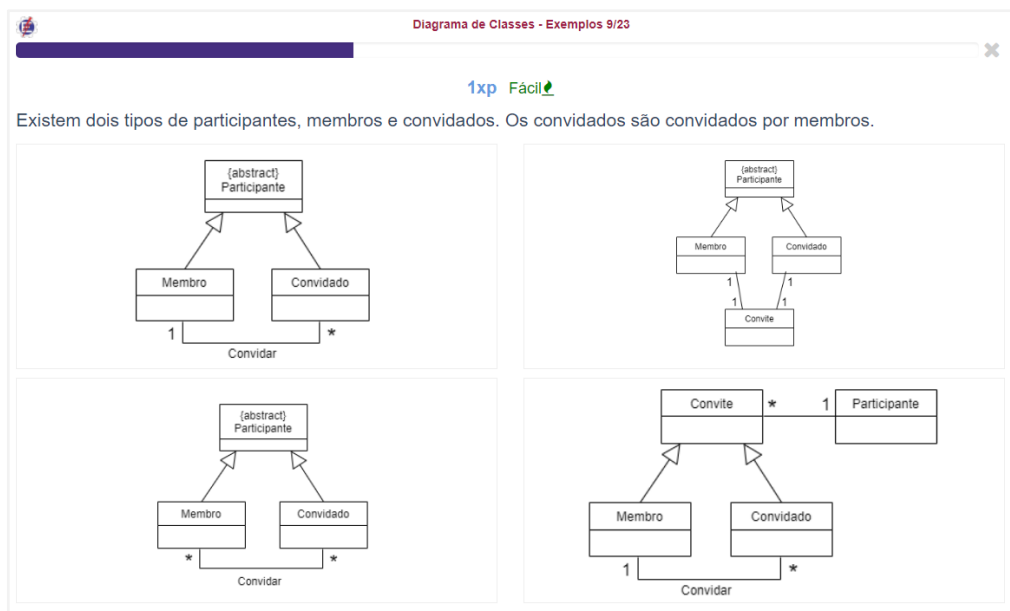 Diagrama de Classes - Exemplos 9/23
1xp Fácil
Existem dois tipos de participantes, membros e convidados. Os convidados são convidados por membros.
{abstract}
Participante
Membro
Convidado
1
*
Convidar
{abstract}
Participante
Membro
Convidado
1
1
1
1
Convite
{abstract}
Participante
Membro
Convidado
*
*
Convidar
Convite
*
1
Participante
Membro
Convidado
1
*
Convidar